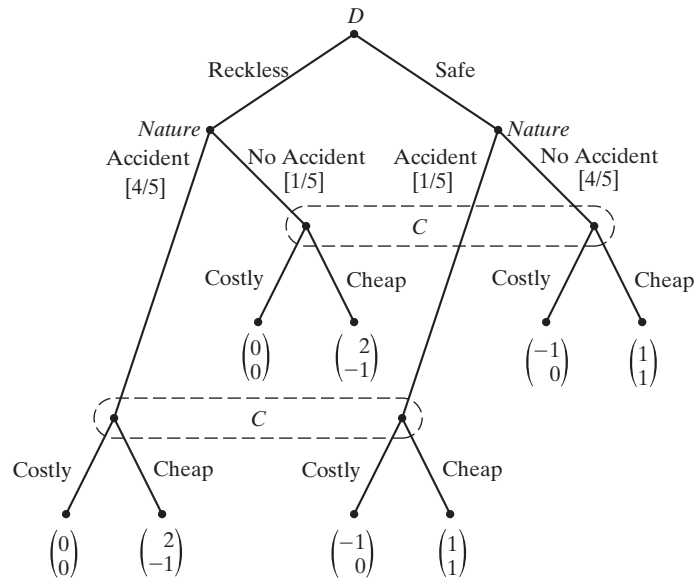 D
Reckless Safe
Nature Nature
Accident No Accident Accident No Accident
[4/5] [1/5] [1/5] [4/5]
C
Costly Cheap Costly Cheap
(0 0) (2 −1) (−1 0) (1 1)
C
Costly Cheap Costly Cheap
(0 0) (2 −1) (−1 0) (1 1)